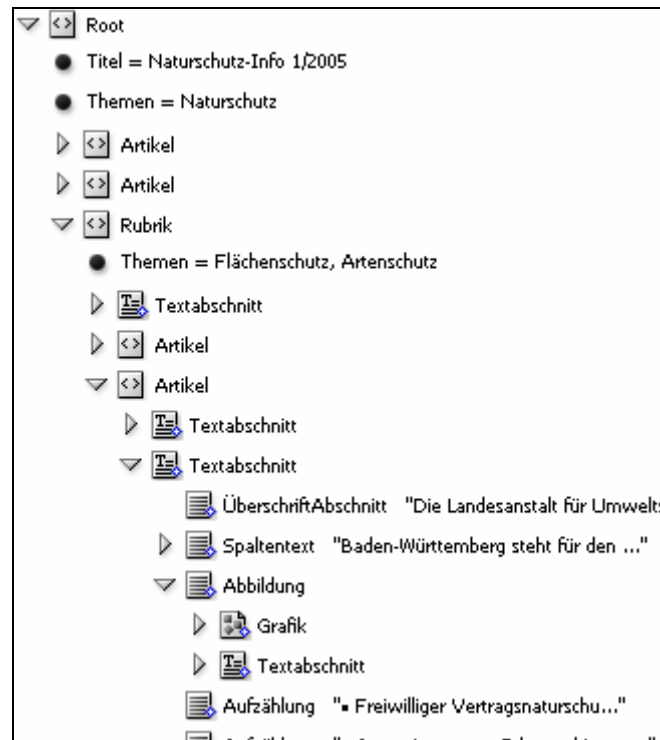 Root
Titel = Naturschutz-Info 1/2005
Themen = Naturschutz
Artikel
Artikel
Rubrik
Themen = Flächenschutz, Artenschutz
Textabschnitt
Artikel
Artikel
Textabschnitt
Textabschnitt
ÜberschriftAbschnitt "Die Landesanstalt für Umwelts
Spaltentext "Baden-Württemberg steht für den ..."
Abbildung
Grafik
Textabschnitt
Aufzählung "▪ Freiwilliger Vertragsnaturschu..."